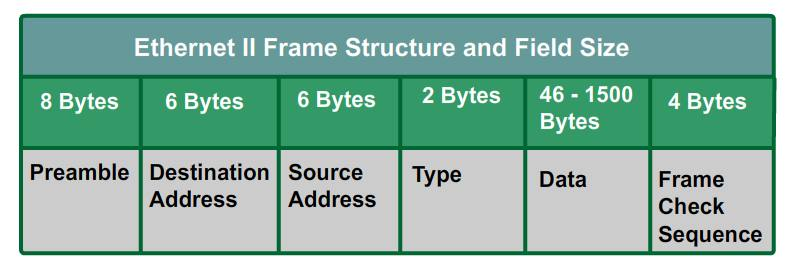 Ethernet II Frame Structure and Field Size
8 Bytes
6 Bytes
6 Bytes
2 Bytes
46 - 1500
Bytes
4 Bytes
Preamble
Destination
Address
Source
Address
Type
Data
Frame
Check
Sequence